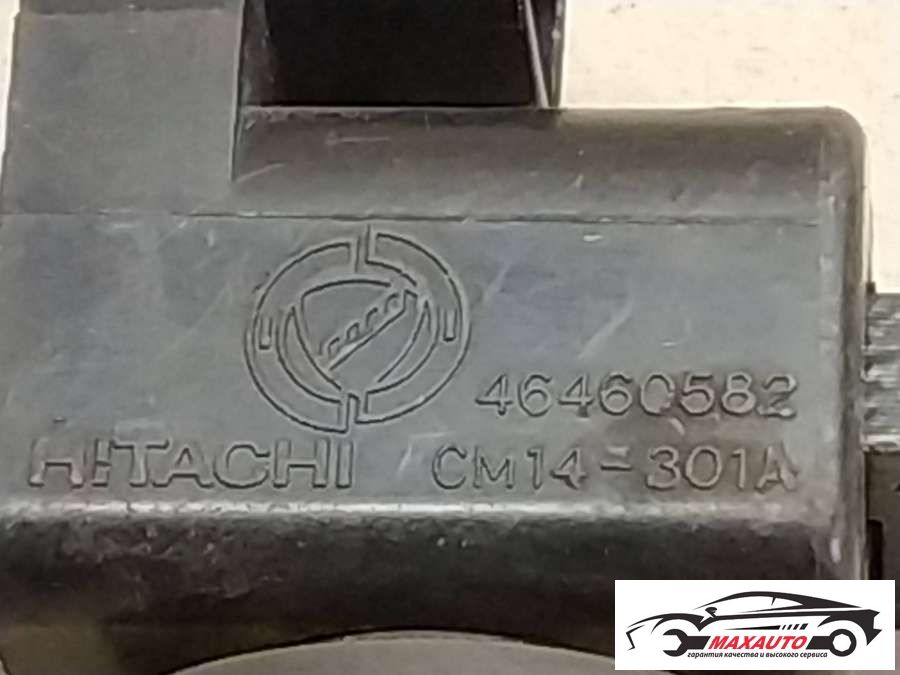 46460582
HITACHI CM14-301A
MAXAUTO
гарантия качества и высокого сервиса